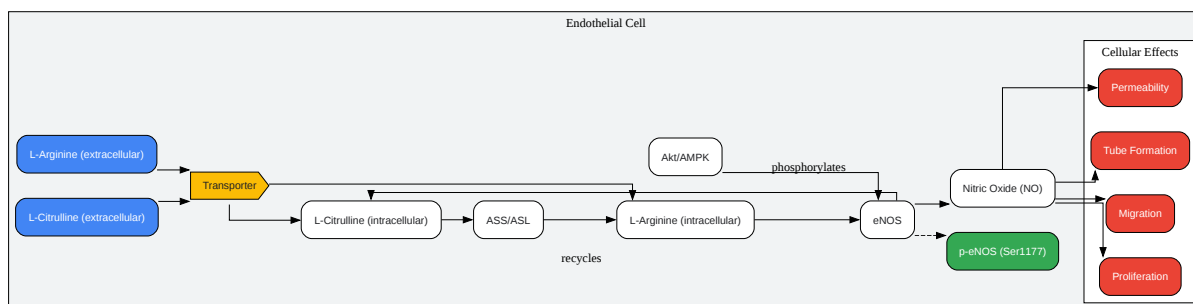 Endothelial Cell
Cellular Effects
Permeability
L-Arginine (extracellular)
Akt/AMPK
phosphorylates
Tube Formation
Transporter
Nitric Oxide (NO)
L-Citrulline (extracellular)
L-Citrulline (intracellular)
ASS/ASL
L-Arginine (intracellular)
eNOS
Migration
recycles
p-eNOS (Ser1177)
Proliferation